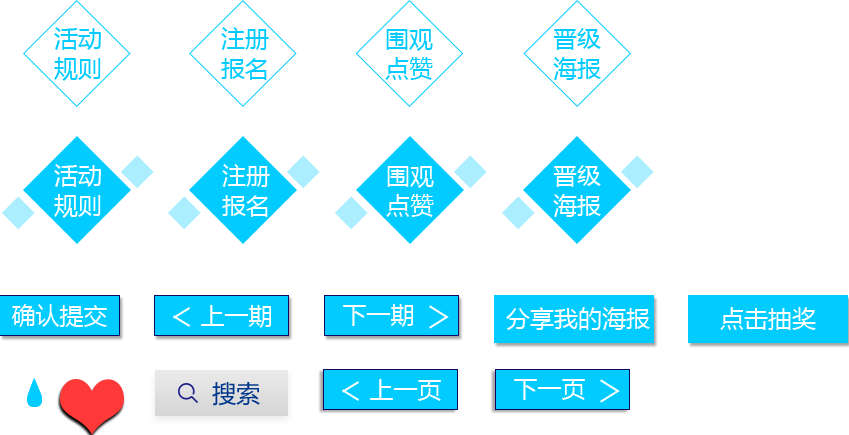 活动 注册 围观 晋级
规则 报名 点赞 海报
活动 注册 围观 晋级
规则 报名 点赞 海报
确认提交 < 上一期 下一期 > 分享我的海报 点击抽奖
搜索 < 上一页 下一页 >